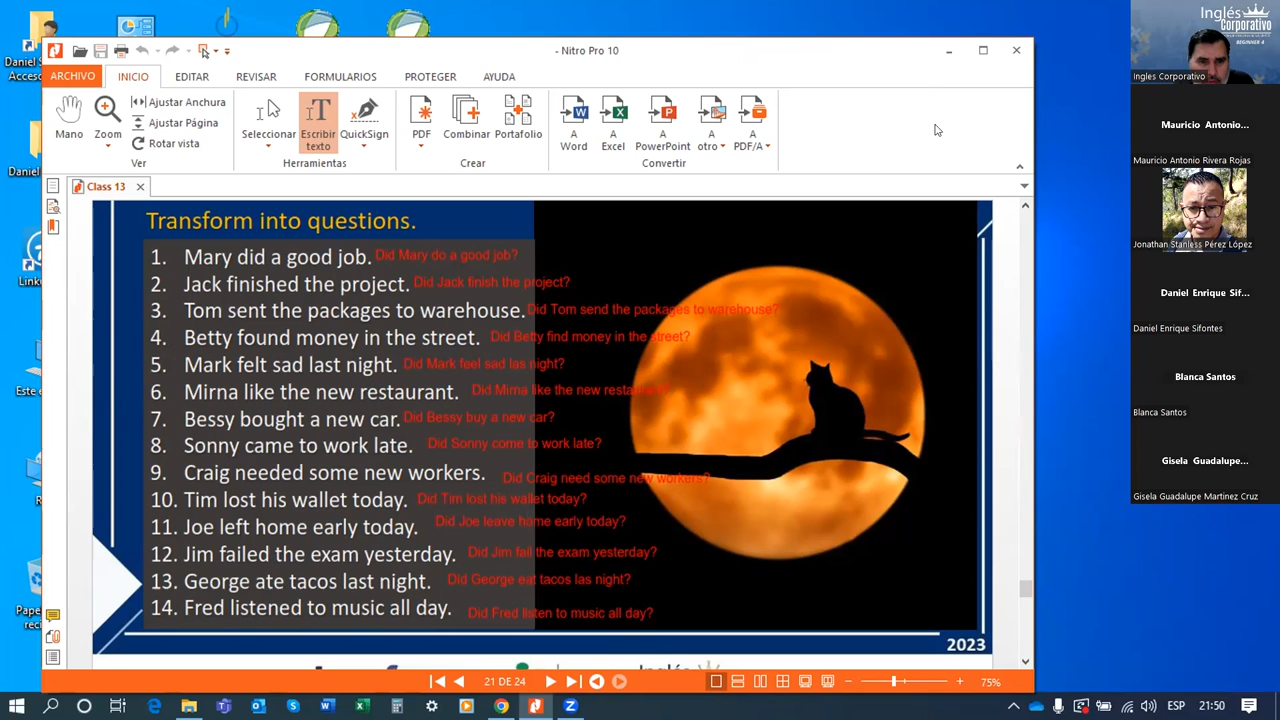 Daniel S
Acceso
- Nitro Pro 10
Inglés
Corporativo
BEGINNER 4
Ingles Corporativo
ARCHIVO INICIO EDITAR REVISAR FORMULARIOS PROTEGER AYUDA
Mano
Zoom
Ajustar Anchura
Ajustar Página
Rotar vista
Ver
Seleccionar
Escribir texto
QuickSign
Herramientas
PDF
Combinar
Portafolio
Crear
A Word
A Excel
A PowerPoint
A otro
A PDF/A
Convertir
Class 13
Mauricio Antonio...
Mauricio Antonio Rivera Rojas
Jonathan Stanless Pérez López
Daniel Enrique Sif...
Daniel Enrique Sifontes
Blanca Santos
Blanca Santos
Gisela Guadalupe...
Gisela Guadalupe Martinez Cruz
Daniel
Link
Este e
Pape
reci
Transform into questions.
1. Mary did a good job. Did Mary do a good job?
2. Jack finished the project. Did Jack finish the project?
3. Tom sent the packages to warehouse. Did Tom send the packages to warehouse?
4. Betty found money in the street. Did Betty find money in the street?
5. Mark felt sad last night. Did Mark feel sad las night?
6. Mirna like the new restaurant. Did Mirna like the new restaurant?
7. Bessy bought a new car. Did Bessy buy a new car?
8. Sonny came to work late. Did Sonny come to work late?
9. Craig needed some new workers. Did Craig need some new workers?
10. Tim lost his wallet today. Did Tim lost his wallet today?
11. Joe left home early today. Did Joe leave home early today?
12. Jim failed the exam yesterday. Did Jim fail the exam yesterday?
13. George ate tacos last night. Did George eat tacos las night?
14. Fred listened to music all day. Did Fred listen to music all day?
2023
21 DE 24
75%
ESP 21:50